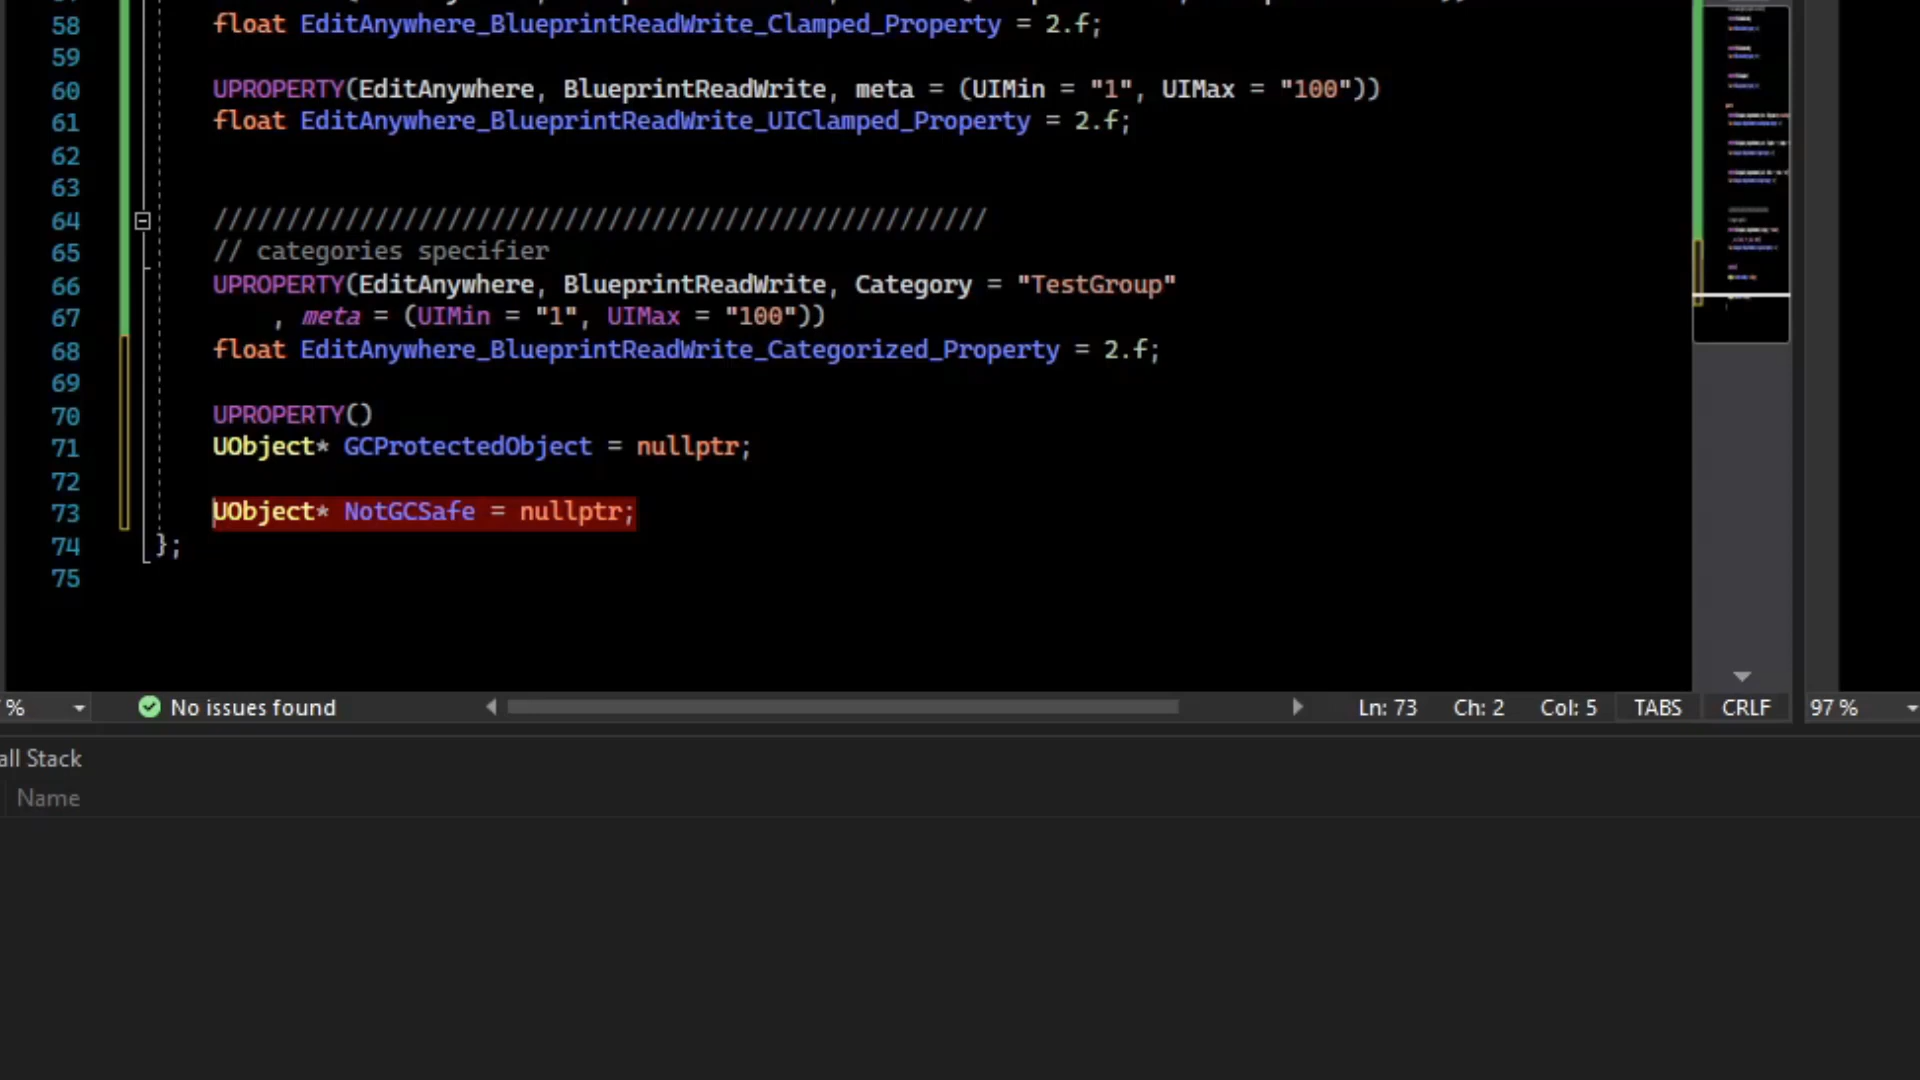 58 float EditAnywhere_BlueprintReadWrite_Clamped_Property = 2.f;
59
60 UPROPERTY(EditAnywhere, BlueprintReadWrite, meta = (UIMin = "1", UIMax = "100"))
61 float EditAnywhere_BlueprintReadWrite_UIClamped_Property = 2.f;
62
63
64 /////////////////////////////////////////////////////
65 // categories specifier
66 UPROPERTY(EditAnywhere, BlueprintReadWrite, Category = "TestGroup"
67 , meta = (UIMin = "1", UIMax = "100"))
68 float EditAnywhere_BlueprintReadWrite_Categorized_Property = 2.f;
69
70 UPROPERTY()
71 UObject* GCProtectedObject = nullptr;
72
73 UObject* NotGCSafe = nullptr;
74 };
75
% No issues found Ln: 73 Ch: 2 Col: 5 TABS CRLF 97 %
all Stack
Name